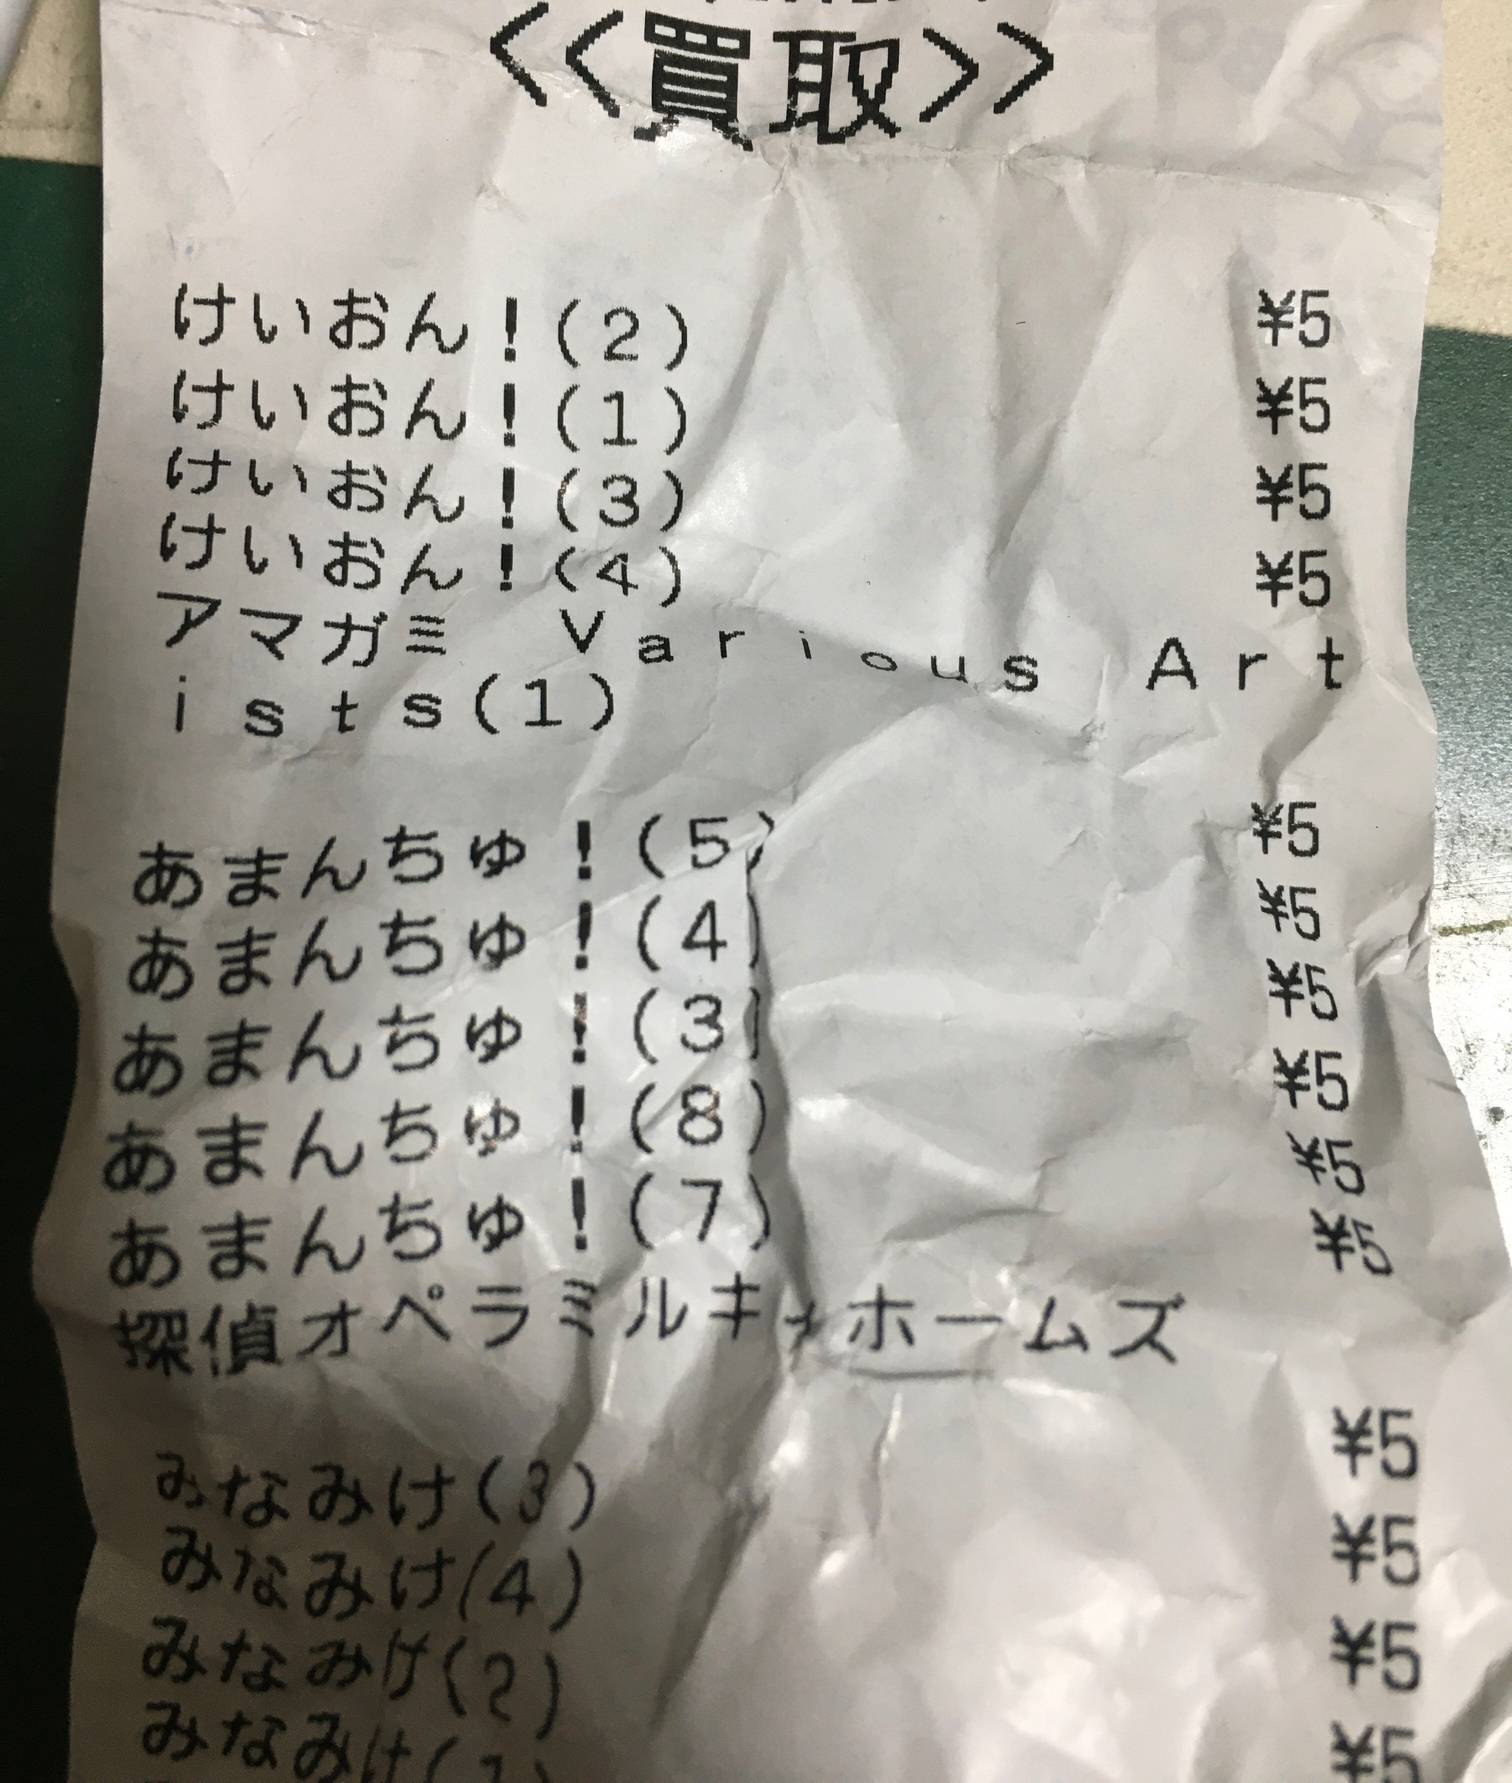 <<買取>>
けいおん!(2) ¥5
けいおん!(1) ¥5
けいおん!(3) ¥5
けいおん!(4) ¥5
アマガミ Various Art
ists(1)
¥5
あまんちゅ!(5) ¥5
あまんちゅ!(4) ¥5
あまんちゅ!(3) ¥5
あまんちゅ!(8) ¥5
あまんちゅ!(7) ¥5
探偵オペラミルキィホームズ
¥5
みなみけ(3) ¥5
みなみけ(4) ¥5
みなみけ(2) ¥5
みなみけ(